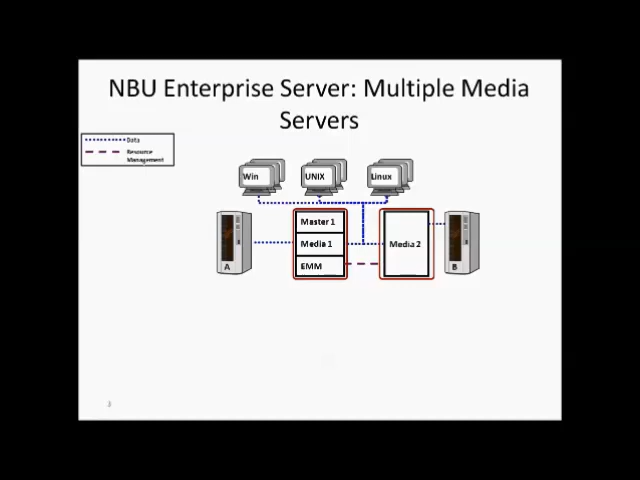 NBU Enterprise Server: Multiple Media
Servers
Data
Resource
Management
Win UNIX Linux
Master 1
Media 1 Media 2
A B
EMM
3